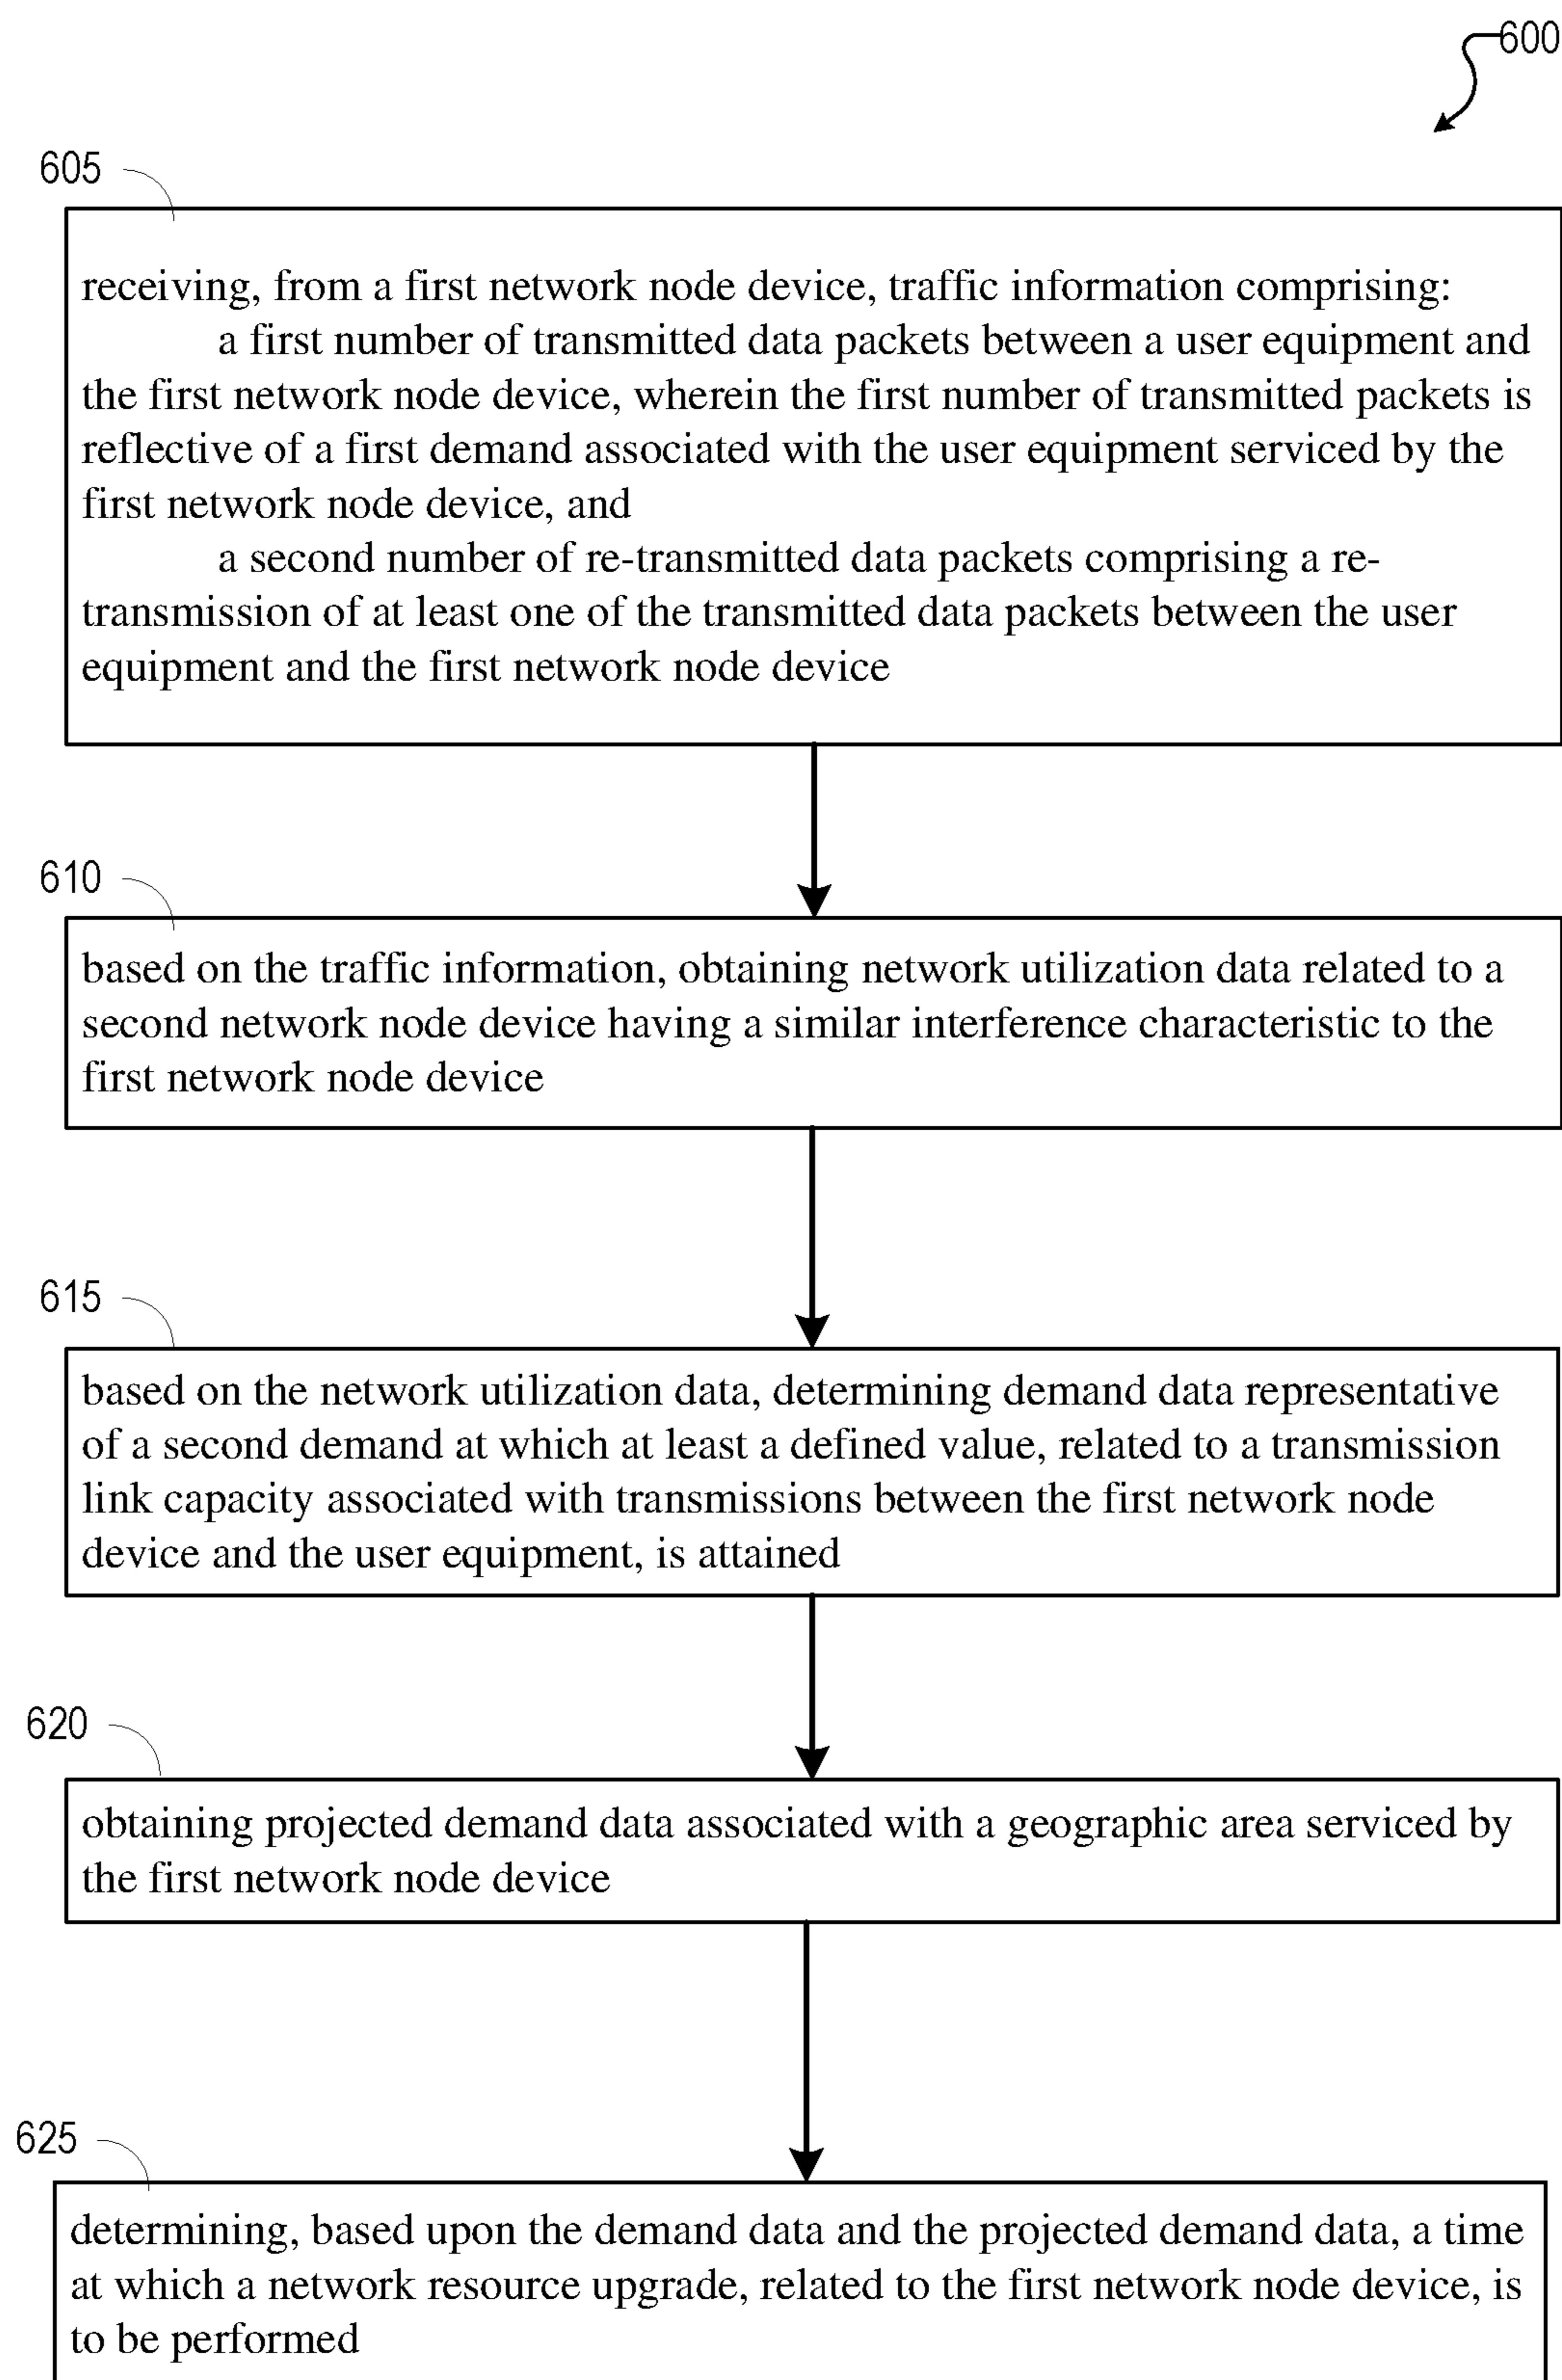 600
605
receiving, from a first network node device, traffic information comprising:
a first number of transmitted data packets between a user equipment and
the first network node device, wherein the first number of transmitted packets is
reflective of a first demand associated with the user equipment serviced by the
first network node device, and
a second number of re-transmitted data packets comprising a re-
transmission of at least one of the transmitted data packets between the user
equipment and the first network node device
610
based on the traffic information, obtaining network utilization data related to a
second network node device having a similar interference characteristic to the
first network node device
615
based on the network utilization data, determining demand data representative
of a second demand at which at least a defined value, related to a transmission
link capacity associated with transmissions between the first network node
device and the user equipment, is attained
620
obtaining projected demand data associated with a geographic area serviced by
the first network node device
625
determining, based upon the demand data and the projected demand data, a time
at which a network resource upgrade, related to the first network node device, is
to be performed